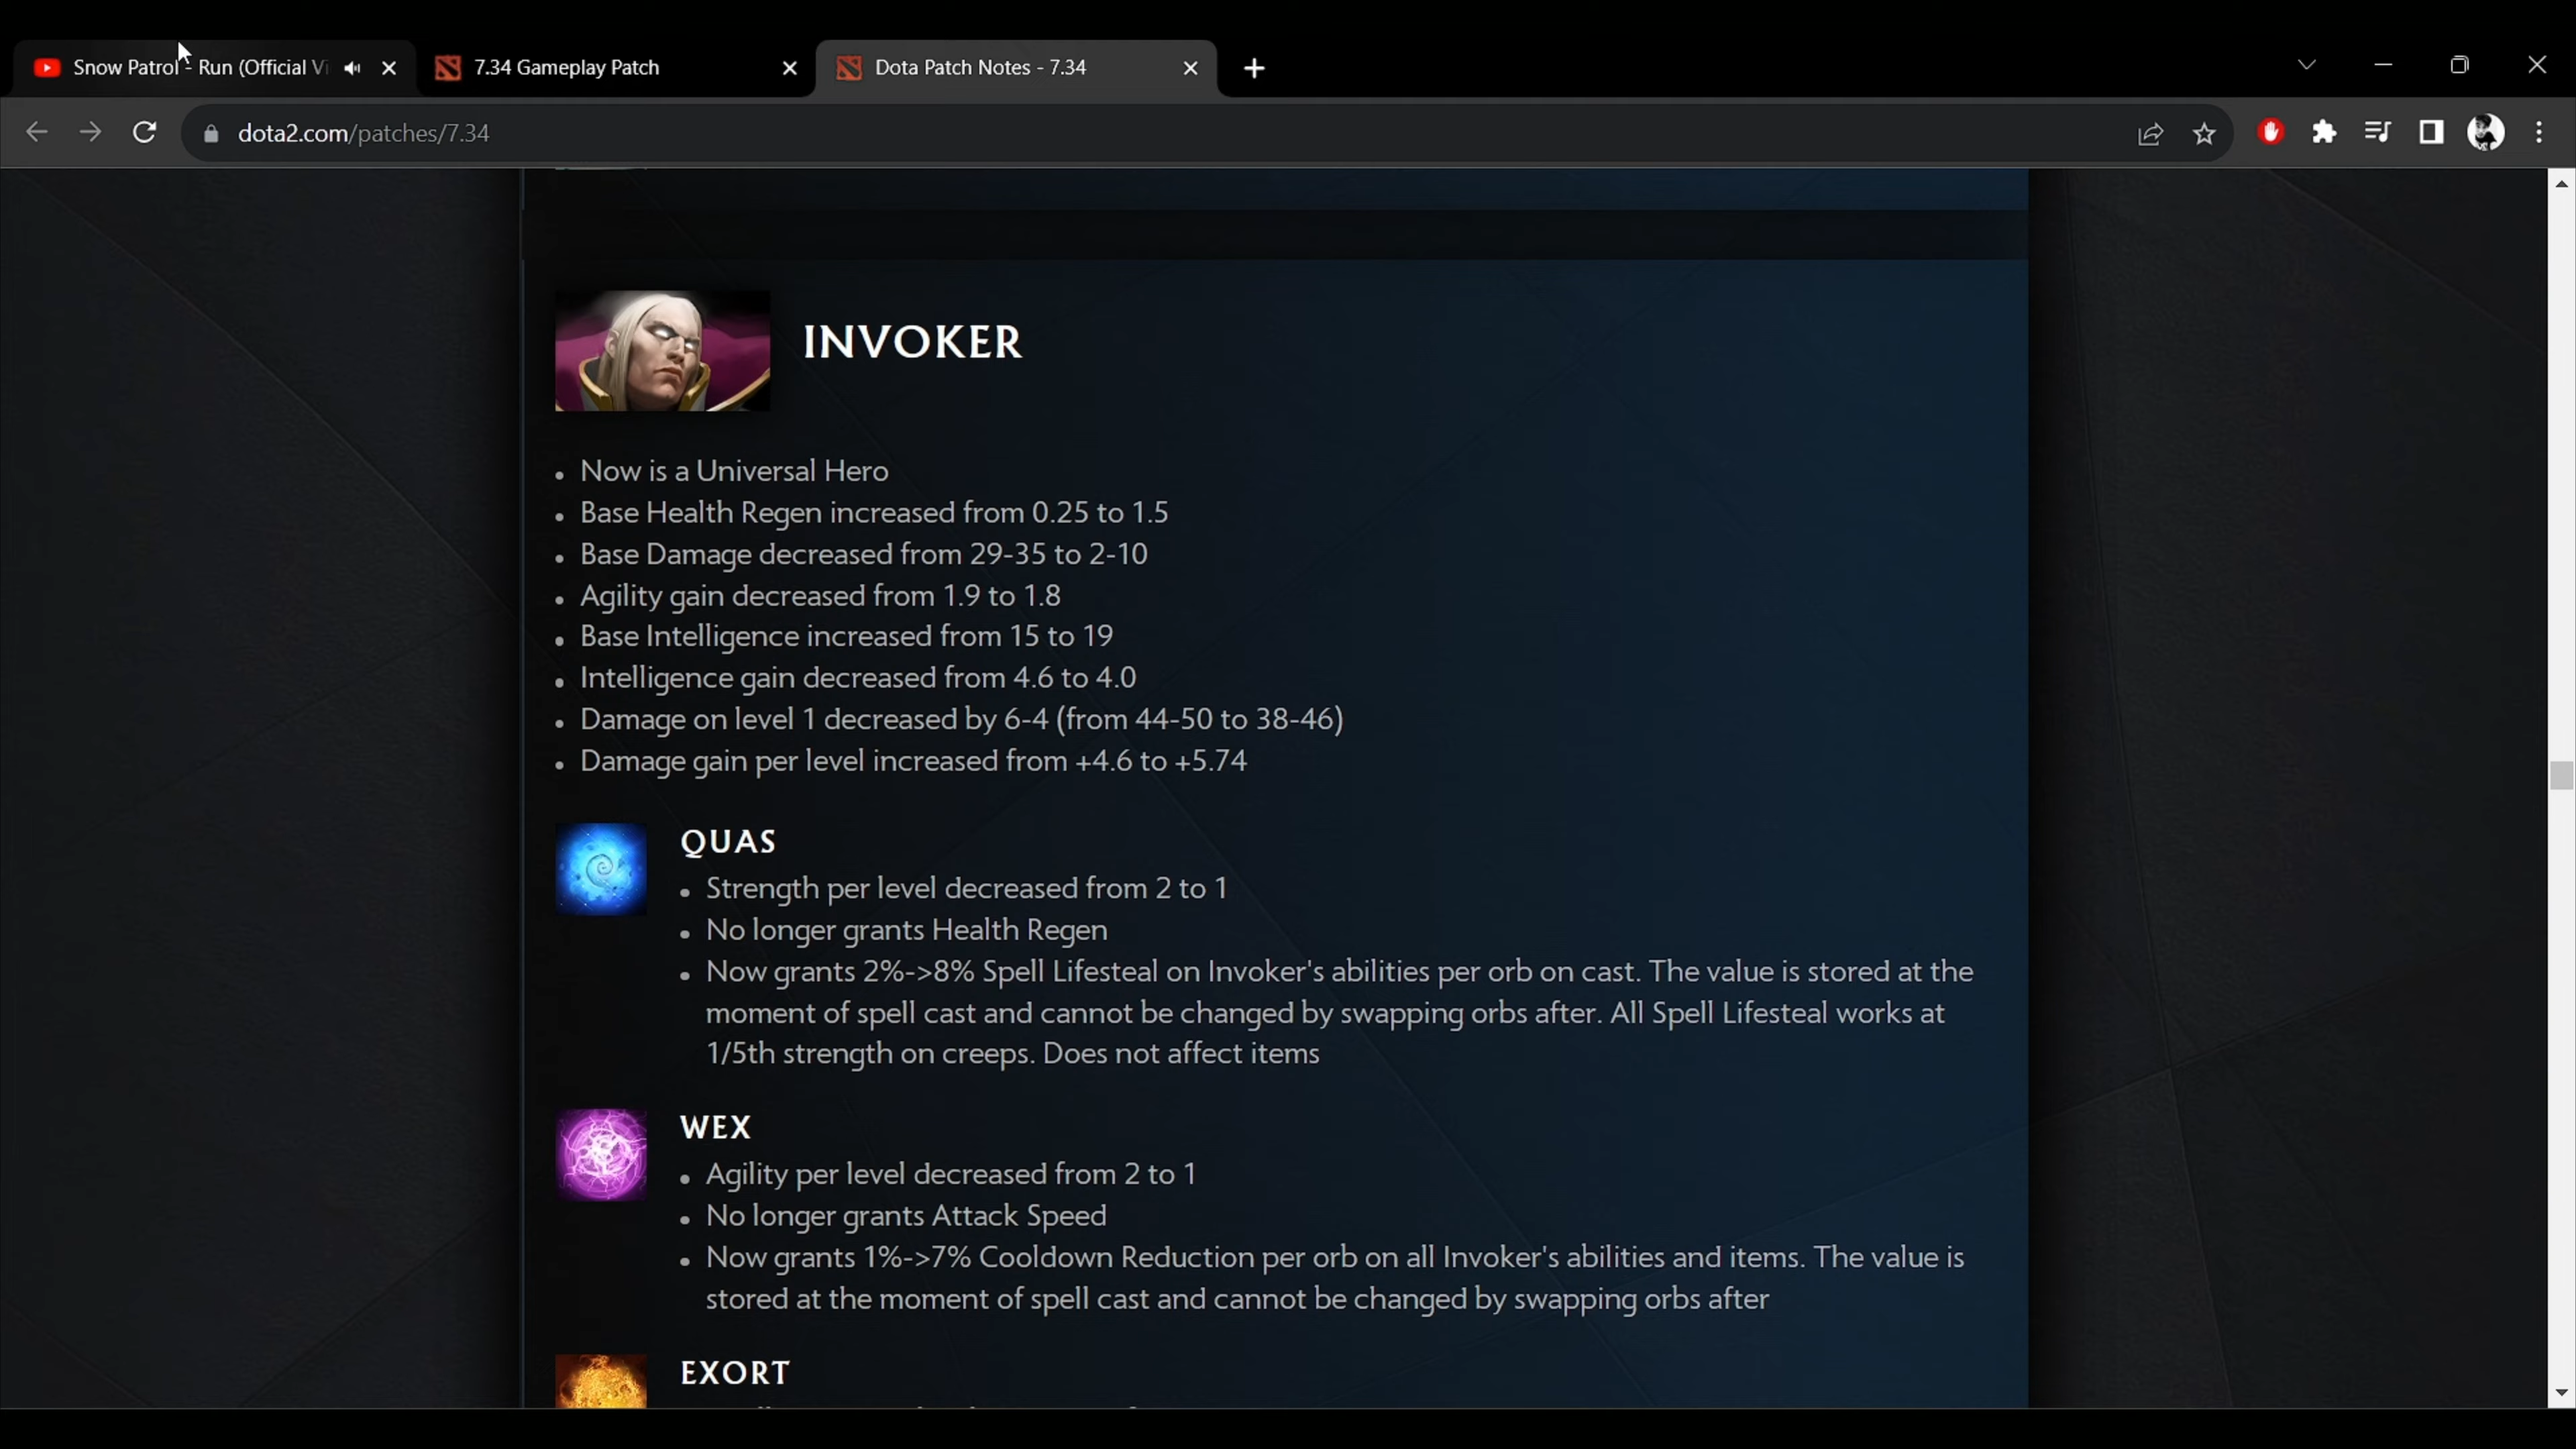 Snow Patrol - Run (Official Vi
7.34 Gameplay Patch
Dota Patch Notes - 7.34
dota2.com/patches/7.34
INVOKER
• Now is a Universal Hero
• Base Health Regen increased from 0.25 to 1.5
• Base Damage decreased from 29-35 to 2-10
• Agility gain decreased from 1.9 to 1.8
• Base Intelligence increased from 15 to 19
• Intelligence gain decreased from 4.6 to 4.0
• Damage on level 1 decreased by 6-4 (from 44-50 to 38-46)
• Damage gain per level increased from +4.6 to +5.74
QUAS
• Strength per level decreased from 2 to 1
• No longer grants Health Regen
• Now grants 2%->8% Spell Lifesteal on Invoker's abilities per orb on cast. The value is stored at the
moment of spell cast and cannot be changed by swapping orbs after. All Spell Lifesteal works at
1/5th strength on creeps. Does not affect items
WEX
• Agility per level decreased from 2 to 1
• No longer grants Attack Speed
• Now grants 1%->7% Cooldown Reduction per orb on all Invoker's abilities and items. The value is
stored at the moment of spell cast and cannot be changed by swapping orbs after
EXORT